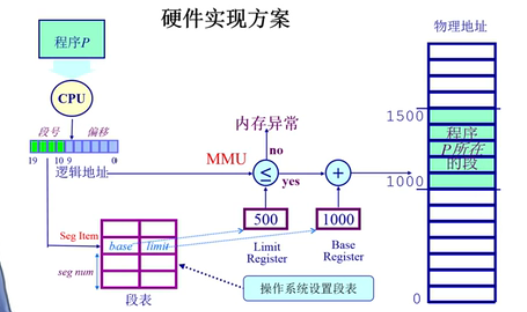 硬件实现方案
物理地址
程序P
CPU
段号
偏移
19
10
9
0
逻辑地址
MMU
内存异常
no
≤
yes
+
1500
程序
P所在
的段
1000
0
500
1000
Limit
Register
Base
Register
Seg Item
base
limit
seg num
段表
操作系统设置段表